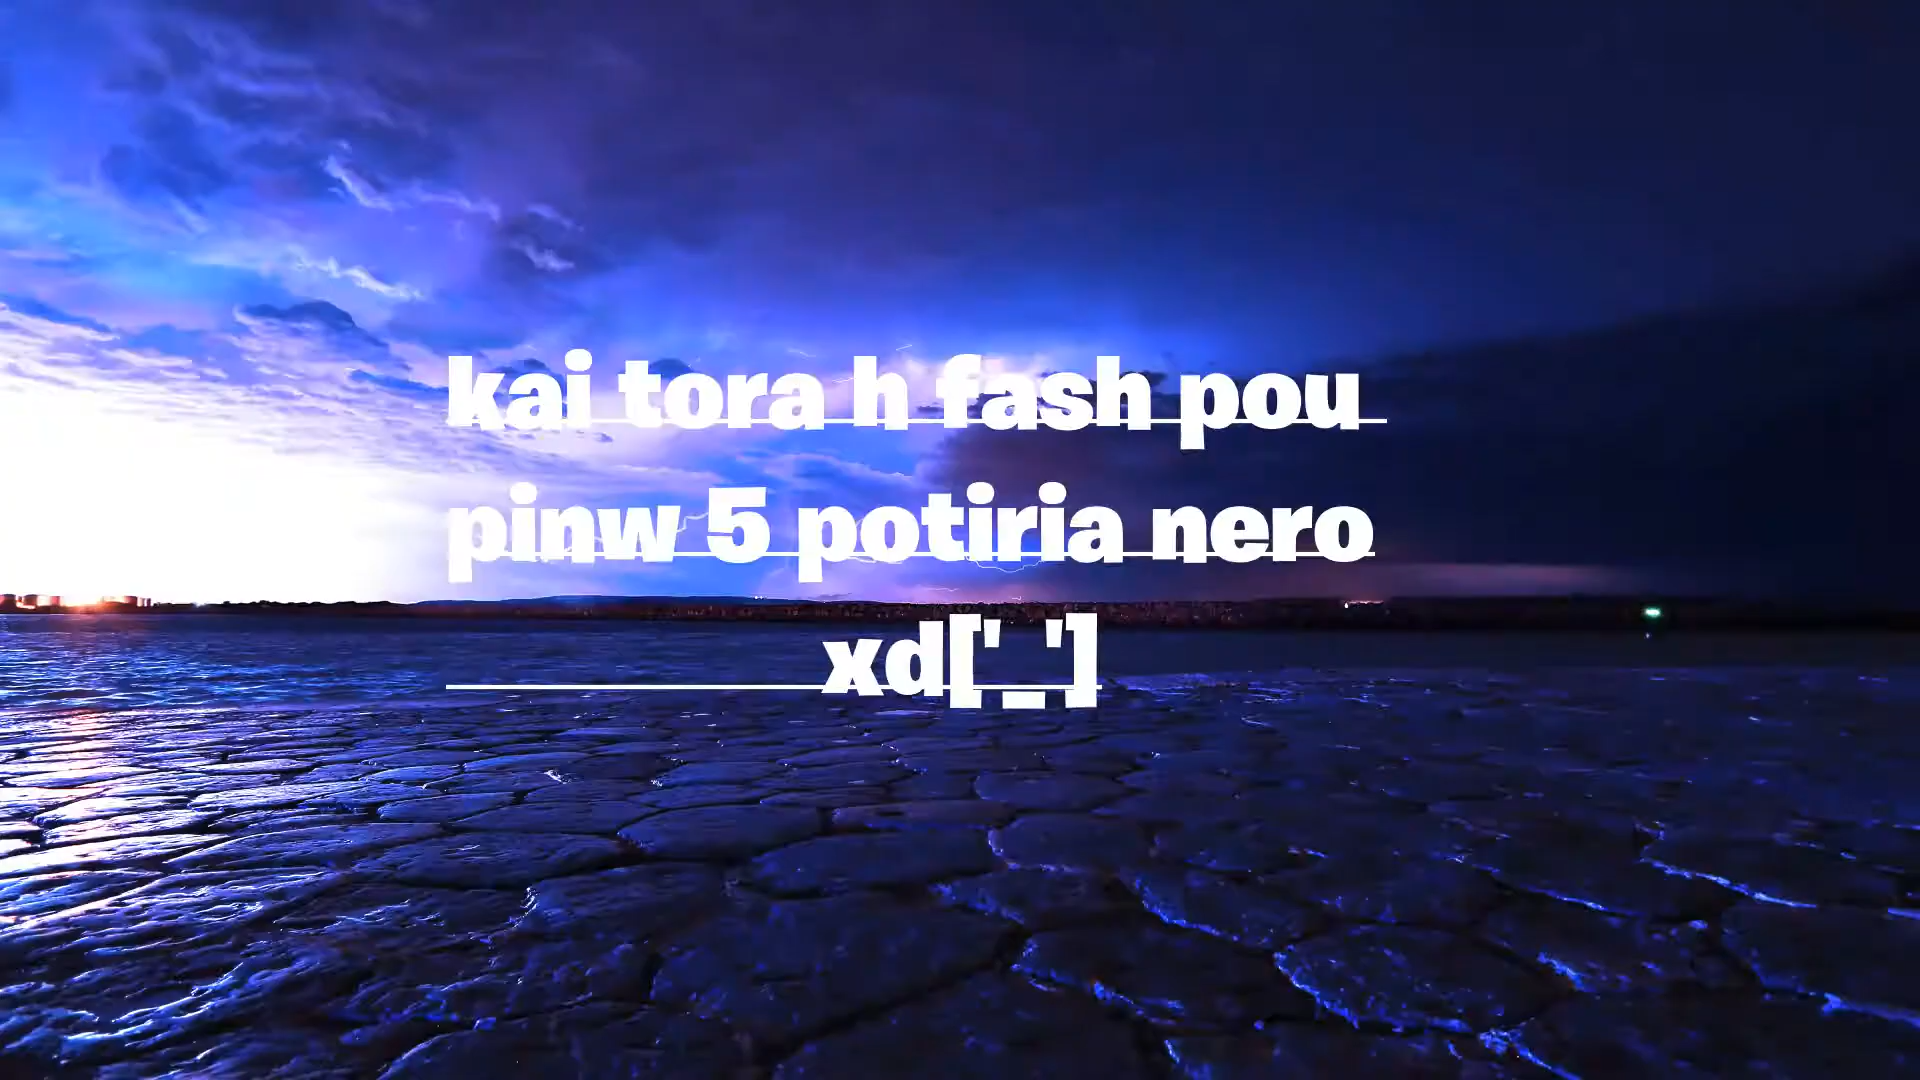 kai tora h fash pou
pinw 5 potiria nero
xd['_']